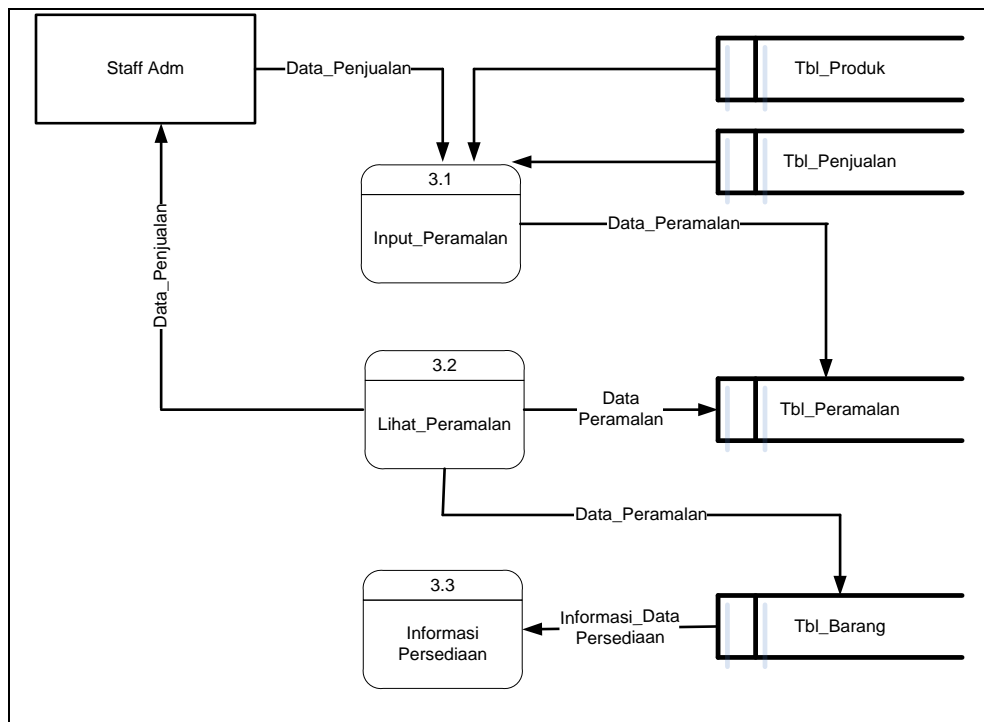 Staff Adm
Data_Penjualan
Tbl_Produk
Tbl_Penjualan
3.1
Input_Peramalan
Data_Peramalan
Data_Penjualan
3.2
Lihat_Peramalan
Data
Peramalan
Tbl_Peramalan
Data_Peramalan
3.3
Informasi
Persediaan
Informasi_Data
Persediaan
Tbl_Barang